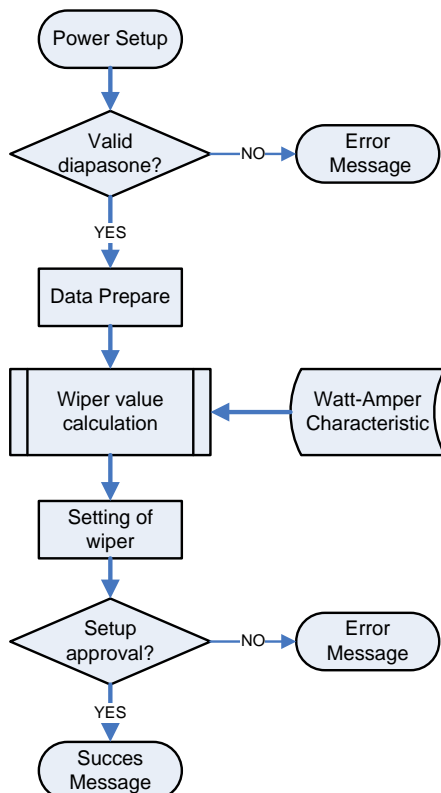 Power Setup
Valid
diapasone?
NO
Error
Message
YES
Data Prepare
Wiper value
calculation
Watt-Amper
Characteristic
Setting of
wiper
Setup
approval?
NO
Error
Message
YES
Succes
Message